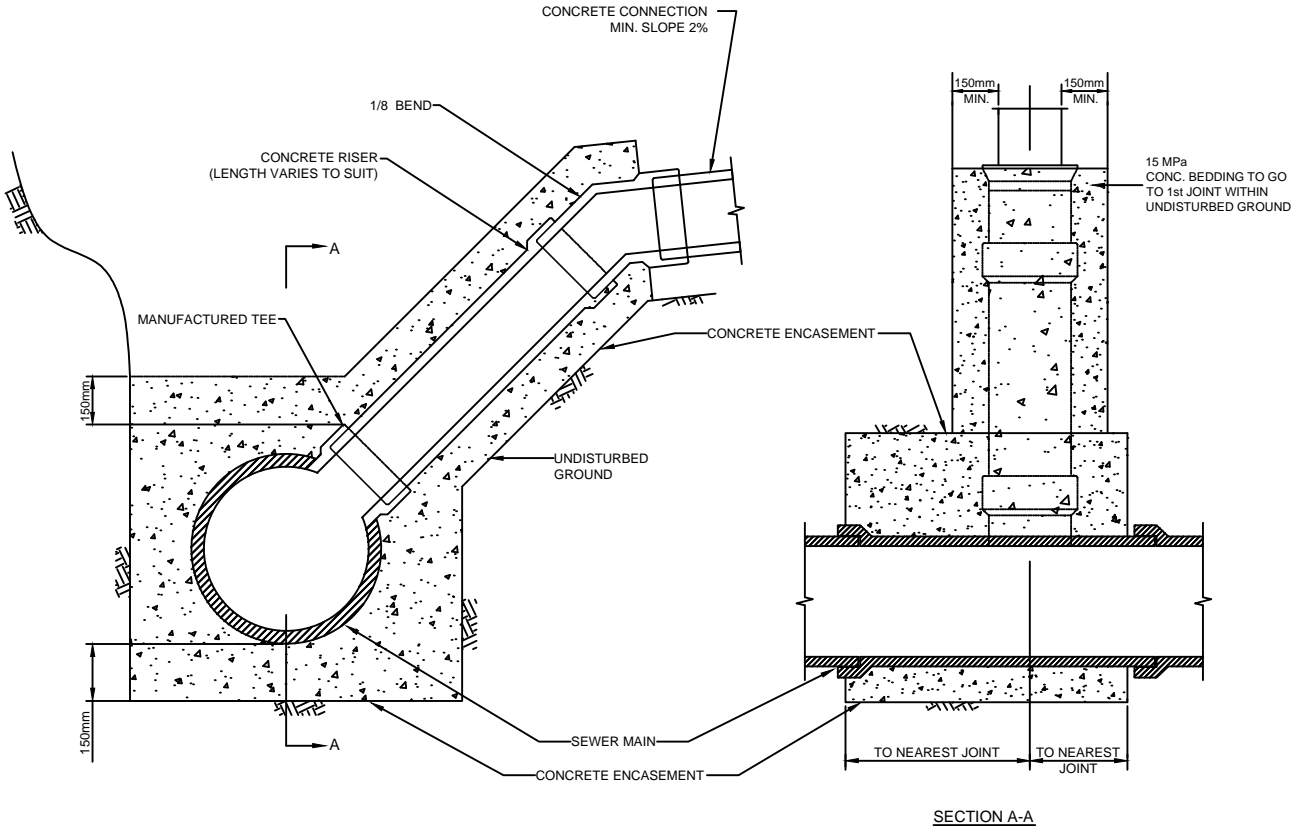 CONCRETE CONNECTION
MIN. SLOPE 2%
1/8 BEND
CONCRETE RISER
(LENGTH VARIES TO SUIT)
A
MANUFACTURED TEE
150mm
UNDISTURBED
GROUND
150mm
A
CONCRETE ENCASEMENT
SEWER MAIN
CONCRETE ENCASEMENT
150mm
MIN.
150mm
MIN.
15 MPa
CONC. BEDDING TO GO
TO 1st JOINT WITHIN
UNDISTURBED GROUND
TO NEAREST JOINT
TO NEAREST
JOINT
SECTION A-A